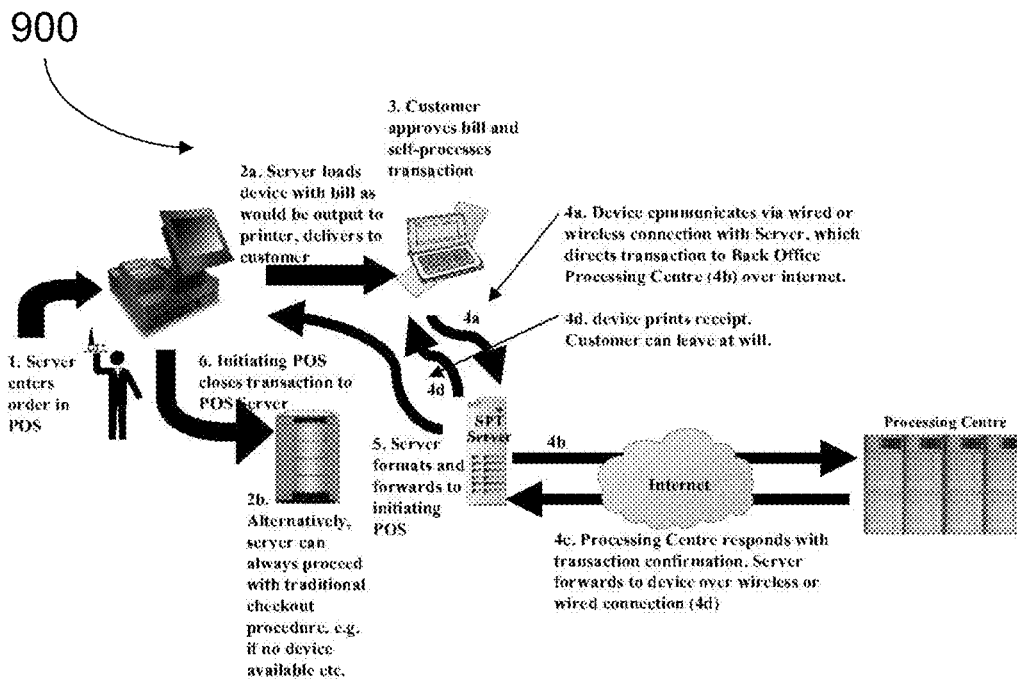 900
3. Customer
approves bill and
self-processes
transaction
2a. Server loads
device with bill as
would be output to
printer, delivers to
customer
4a. Device cpmmunicates via wired or
wireless connection with Server, which
directs transaction to Back Office
Processing Centre (4b) over internet.
4a
4d. device prints receipt.
Customer can leave at will.
1. Server
enters
order in
POS
6. Initiating POS
closes transaction to
POS Server
4d
SPT
Server
5. Server
formats and
forwards to
initiating
POS
4b
Internet
Processing Centre
2b.
Alternatively,
server can
always proceed
with traditional
checkout
procedure, e.g.
if no device
available etc.
4c. Processing Centre responds with
transaction confirmation. Server
forwards to device over wireless or
wired connection (4d)